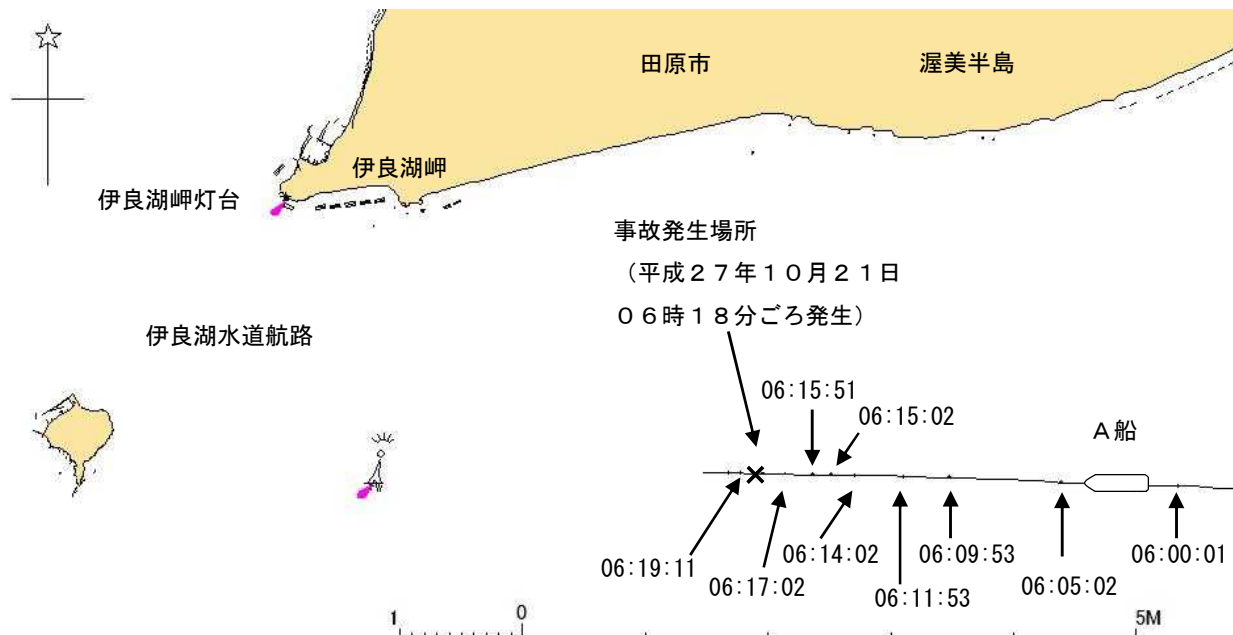 田原市
渥美半島
伊良湖岬
伊良湖岬灯台
事故発生場所
（平成２７年１０月２１日
０６時１８分ごろ発生）
伊良湖水道航路
06:15:51
06:15:02
Ａ船
06:19:11
06:17:02
06:14:02
06:11:53
06:09:53
06:05:02
06:00:01
1
0
5M